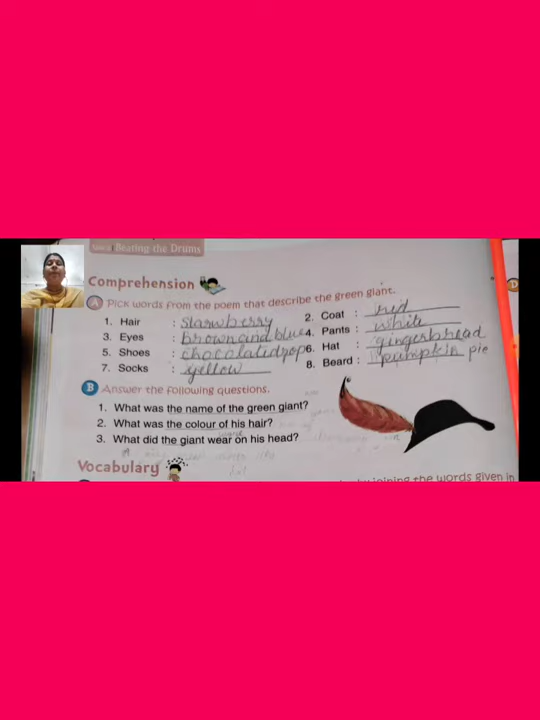 Beating the Drums
Comprehension
A Pick words from the poem that describe the green giant.
1. Hair : starwberry
2. Coat : red
3. Eyes : Brown and blue
4. Pants : white
5. Shoes : chocolatidrop
6. Hat : gingerbhead
7. Socks : yellow
8. Beard : pumpkin pie
B Answer the following questions.
1. What was the name of the green giant?
2. What was the colour of his hair?
3. What did the giant wear on his head?
Vocabulary
by joining the words given in
D